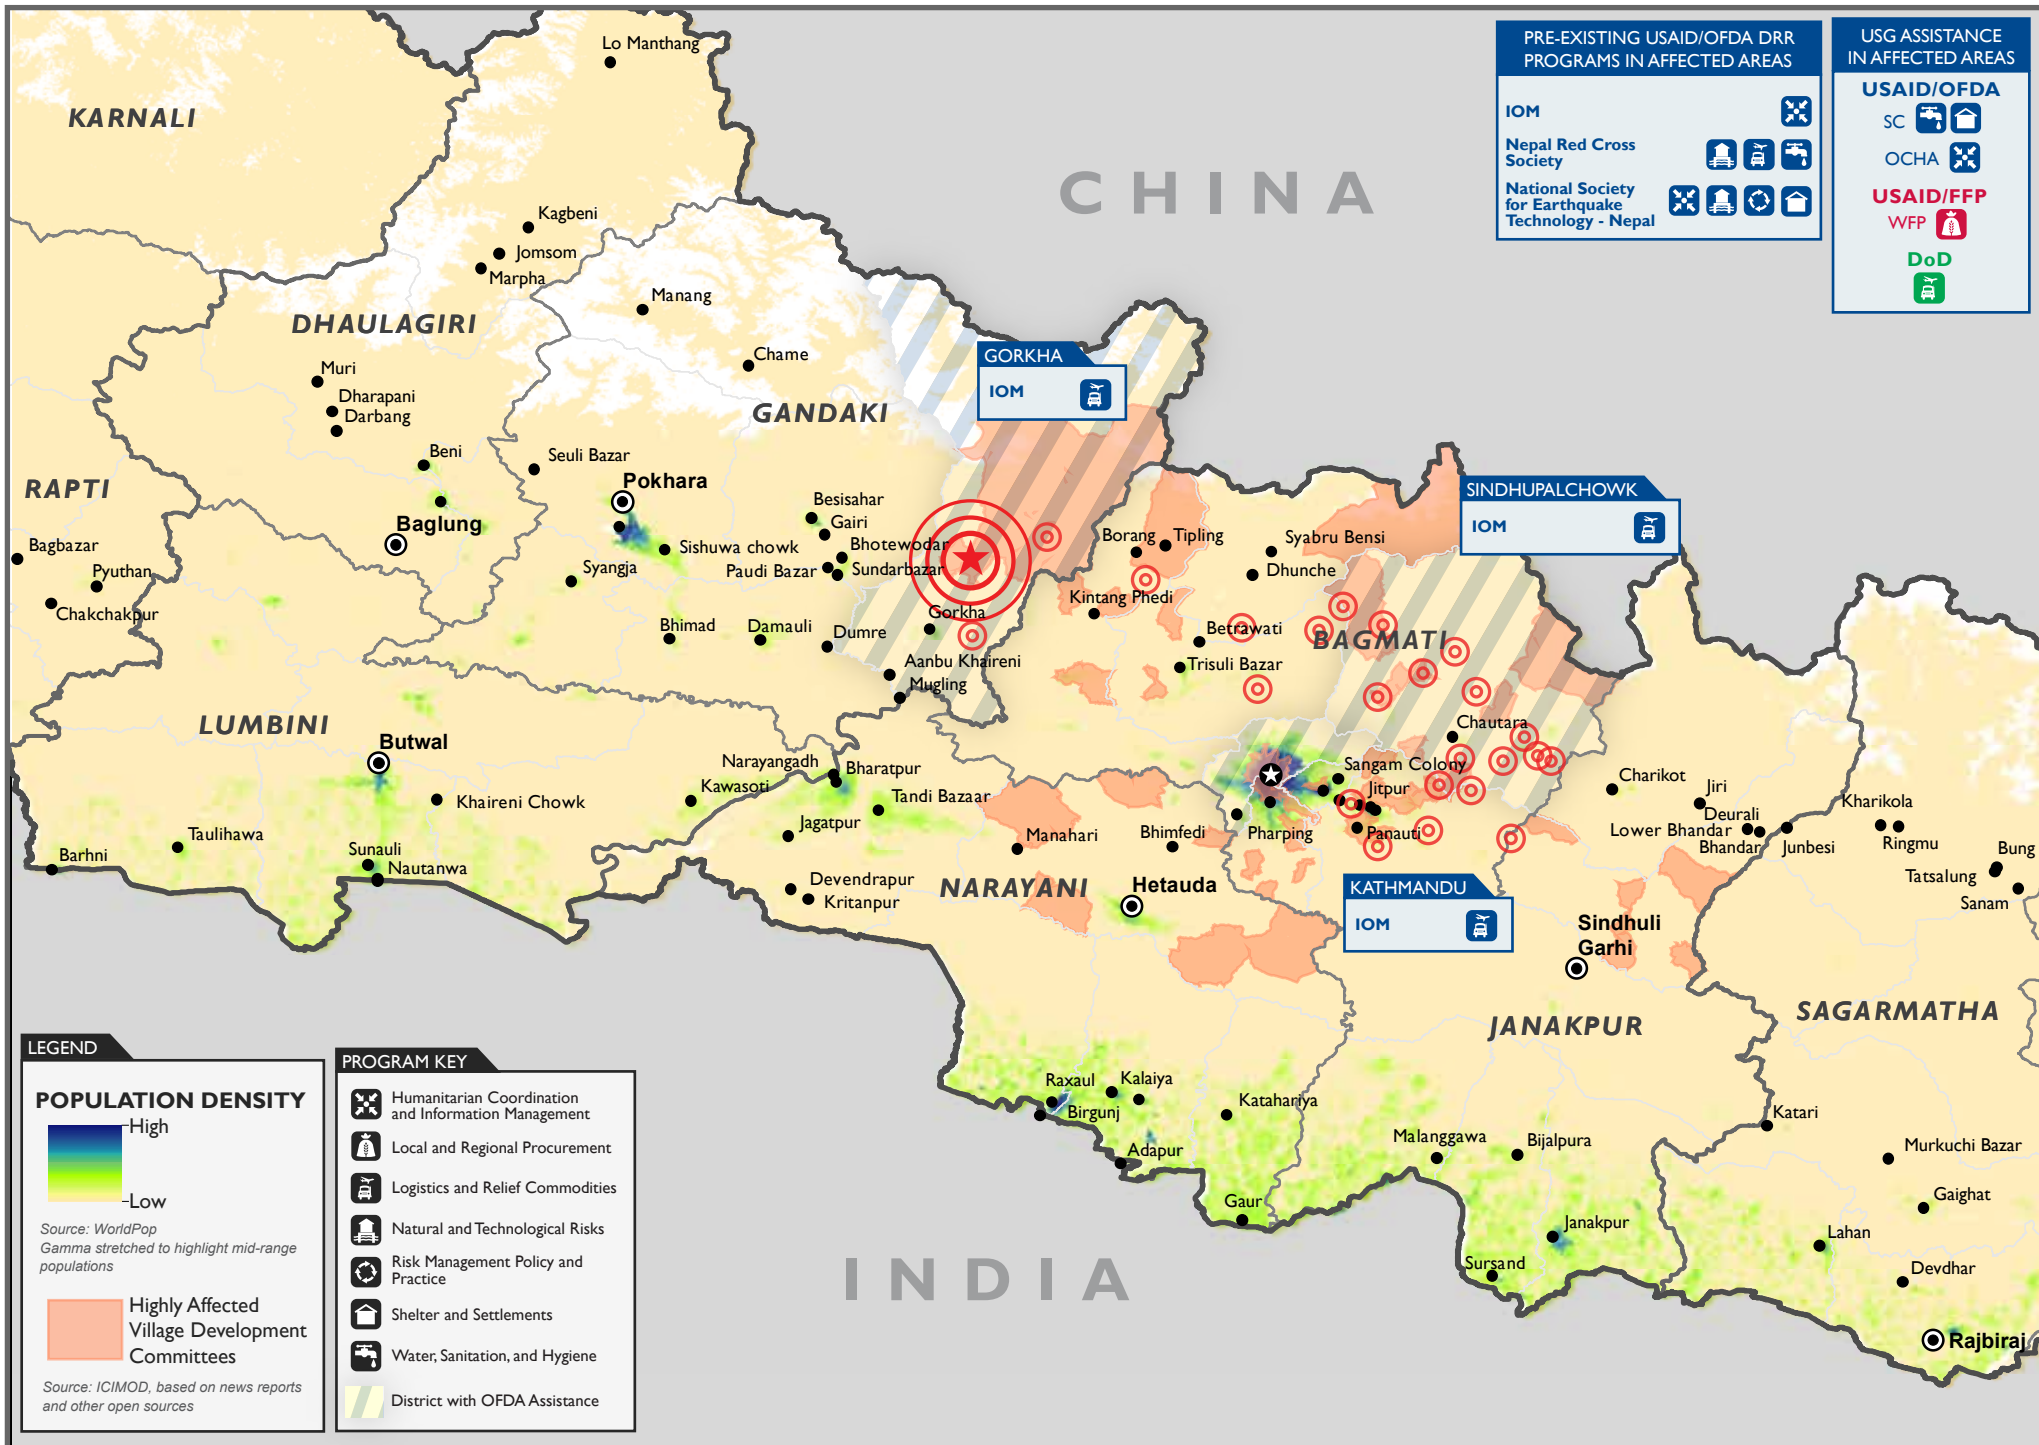 Lo Manthang
KARNALI
PRE-EXISTING USAID/OFDA DRR
PROGRAMS IN AFFECTED AREAS
IOM
Nepal Red Cross
Society
National Society
for Earthquake
Technology - Nepal
USG ASSISTANCE
IN AFFECTED AREAS
USAID/OFDA
SC
OCHA
USAID/FFP
WFP
DoD
CHINA
Kagbeni
Jomsom
Marpha
Manang
DHAULAGIRI
Chame
GORKHA
IOM
Muri
Dharapani
Darbang
GANDAKI
Beni
Seuli Bazar
RAPTI
Pokhara
Baglung
Besisahar
Gairi
Bhotewodar
Sishuwa chowk
Paudi Bazar
Sundarbazar
SINDHUPALCHOWK
IOM
Borang
Tipling
Syabru Bensi
Dhunche
Bagbazar
Pyuthan
Chakchakpur
Syangja
Kintang Phedi
Gorkha
Bhimad
Damauli
Dumre
Betrawati
BAGMATI
Aanbu Khaireni
Mugling
Trisuli Bazar
LUMBINI
Butwal
Chautara
Narayangadh
Bharatpur
Sangam Colony
Kawasoti
Khaireni Chowk
Tandi Bazaar
Jitpur
Charikot
Jiri
Deurali
Kharikola
Taulihawa
Jagatpur
Manahari
Bhimfedi
Pharping
Panauti
Lower Bhandar
Bhandar
Junbesi
Ringmu
Bung
Barhni
Sunauli
Nautanwa
Devendrapur
Kritanpur
NARAYANI
Hetauda
KATHMANDU
IOM
Tatsalung
Sanam
Sindhuli
Garhi
JANAKPUR
SAGARMATHA
Raxaul
Kalaiya
Birgunj
Katahariya
Adapur
Malanggawa
Bijalpura
Katari
Murkuchi Bazar
Gaur
Gaighat
Janakpur
Lahan
Sursand
Devdhar
Rajbiraj
INDIA
LEGEND
POPULATION DENSITY
High
Low
Source: WorldPop
Gamma stretched to highlight mid-range
populations
Highly Affected
Village Development
Committees
Source: ICIMOD, based on news reports
and other open sources
PROGRAM KEY
Humanitarian Coordination
and Information Management
Local and Regional Procurement
Logistics and Relief Commodities
Natural and Technological Risks
Risk Management Policy and
Practice
Shelter and Settlements
Water, Sanitation, and Hygiene
District with OFDA Assistance